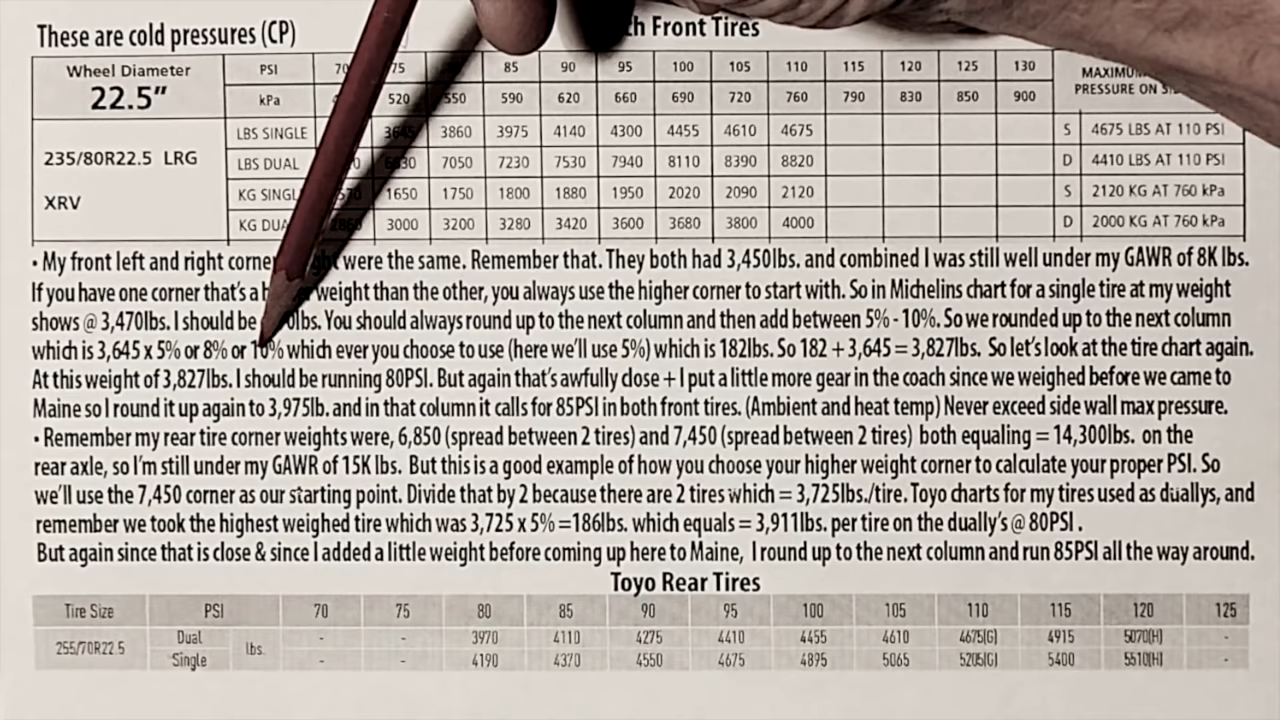 These are cold pressures (CP)
Front Tires
Wheel Diameter
22.5"
PSI 75 85 90 95 100 105 110 115 120 125 130
kPa 520 550 590 620 660 690 720 760 790 830 850 900
MAXIMUM
PRESSURE ON
235/80R22.5 LRG
XRV
LBS SINGLE 3860 3975 4140 4300 4455 4610 4675 S 4675 LBS AT 110 PSI
LBS DUAL 7050 7230 7530 7940 8110 8390 8820 D 4410 LBS AT 110 PSI
KG SINGL 1650 1750 1800 1880 1950 2020 2090 2120 S 2120 KG AT 760 kPa
KG DUA 2860 3000 3200 3280 3420 3600 3680 3800 4000 D 2000 KG AT 760 kPa
• My front left and right corner were the same. Remember that. They both had 3,450lbs. and combined I was still well under my GAWR of 8K lbs.
If you have one corner that's a weight than the other, you always use the higher corner to start with. So in Michelins chart for a single tire at my weight
shows @ 3,470lbs. I should be lbs. You should always round up to the next column and then add between 5% - 10%. So we rounded up to the next column
which is 3,645 x 5% or 8% or 10% which ever you choose to use (here we'll use 5%) which is 182lbs. So 182 + 3,645 = 3,827lbs. So let's look at the tire chart again.
At this weight of 3,827lbs. I should be running 80PSI. But again that's awfully close + I put a little more gear in the coach since we weighed before we came to
Maine so I round it up again to 3,975lb. and in that column it calls for 85PSI in both front tires. (Ambient and heat temp) Never exceed side wall max pressure.
• Remember my rear tire corner weights were, 6,850 (spread between 2 tires) and 7,450 (spread between 2 tires) both equaling = 14,300lbs. on the
rear axle, so I'm still under my GAWR of 15K lbs. But this is a good example of how you choose your higher weight corner to calculate your proper PSI. So
we'll use the 7,450 corner as our starting point. Divide that by 2 because there are 2 tires which = 3,725lbs./tire. Toyo charts for my tires used as duallys, and
remember we took the highest weighed tire which was 3,725 x 5% =186lbs. which equals = 3,911lbs. per tire on the dually's @ 80PSI .
But again since that is close & since I added a little weight before coming up here to Maine, I round up to the next column and run 85PSI all the way around.
Toyo Rear Tires
Tire Size PSI 70 75 80 85 90 95 100 105 110 115 120 125
255/70R22.5 lbs.
Dual - - 3970 4110 4275 4410 4455 4610 4675(G) 4915 5070(H) -
Single - - 4190 4370 4550 4675 4895 5065 5205(G) 5400 5510(H) -